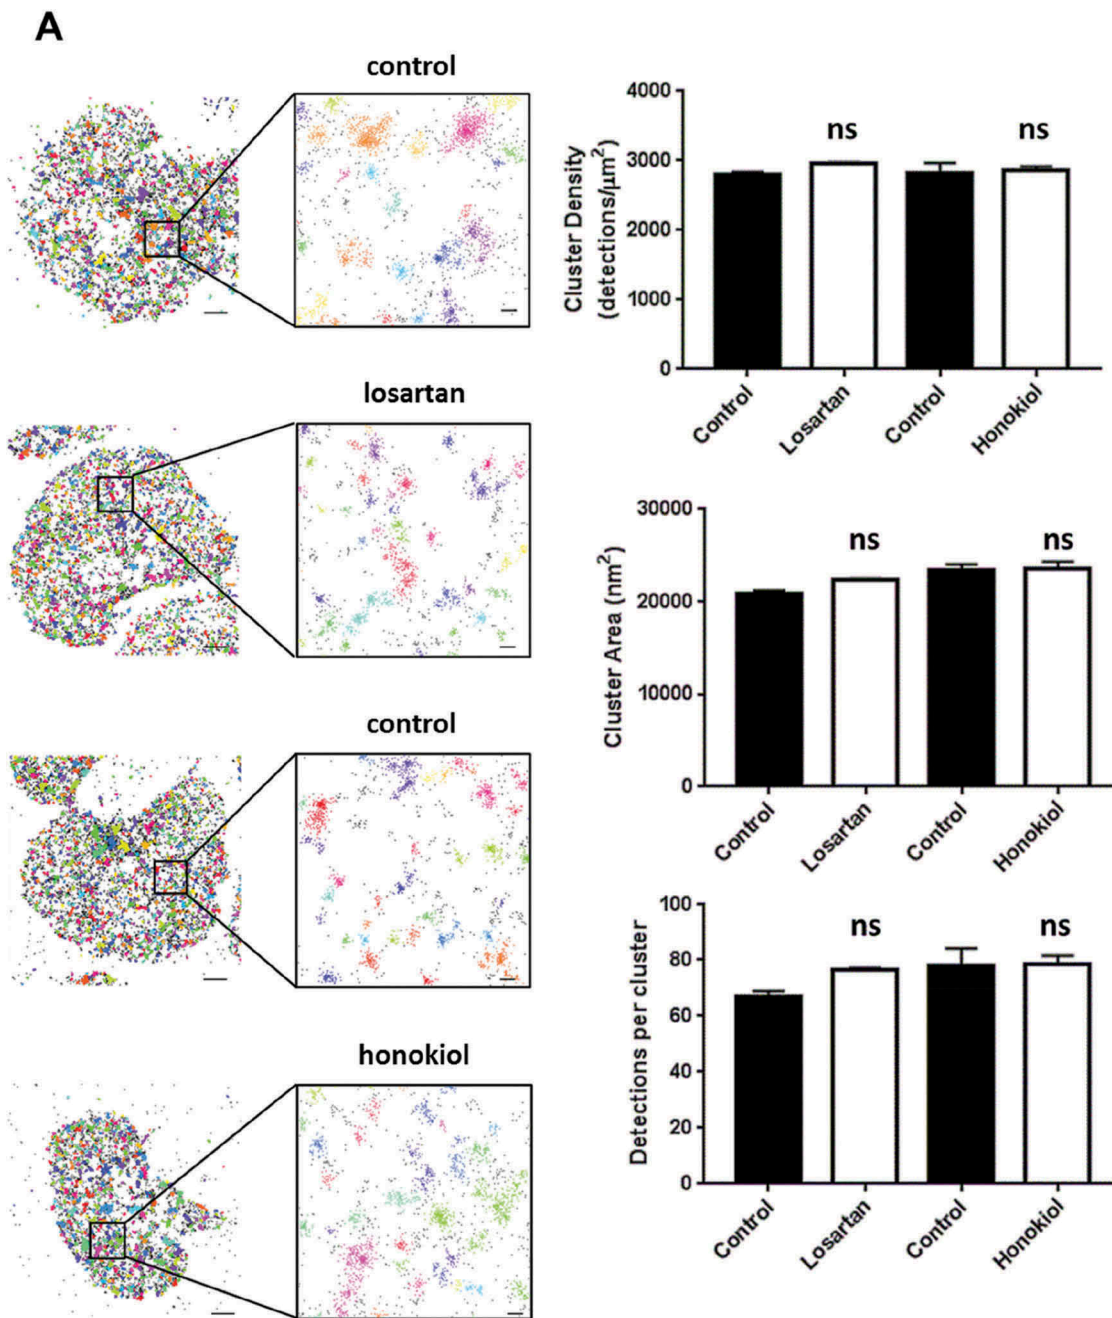 A
control
losartan
control
honokiol
Cluster Density
(detections/μm²)
4000
3000
2000
1000
0
ns
ns
Control
Losartan
Control
Honokiol
Cluster Area (nm²)
30000
20000
10000
0
ns
ns
Control
Losartan
Control
Honokiol
Detections per cluster
100
80
60
40
20
0
ns
ns
Control
Losartan
Control
Honokiol